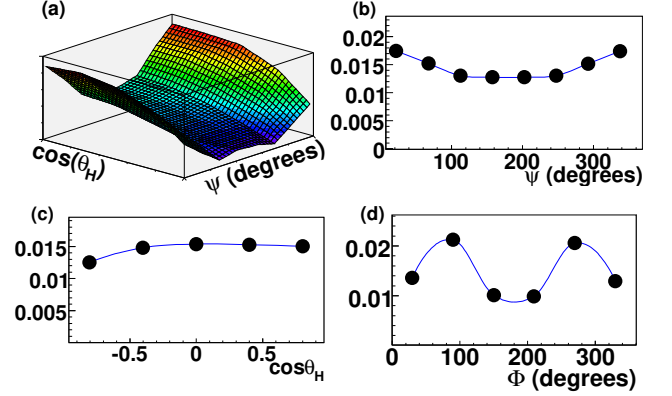 (a)
cos(θH)
ψ (degrees)
(b)
0.02
0.015
0.01
0.005
0
100 200 300
ψ (degrees)
(c)
0.015
0.01
0.005
-0.5 0 0.5
cosθH
(d)
0.02
0.01
0 100 200 300
Φ (degrees)